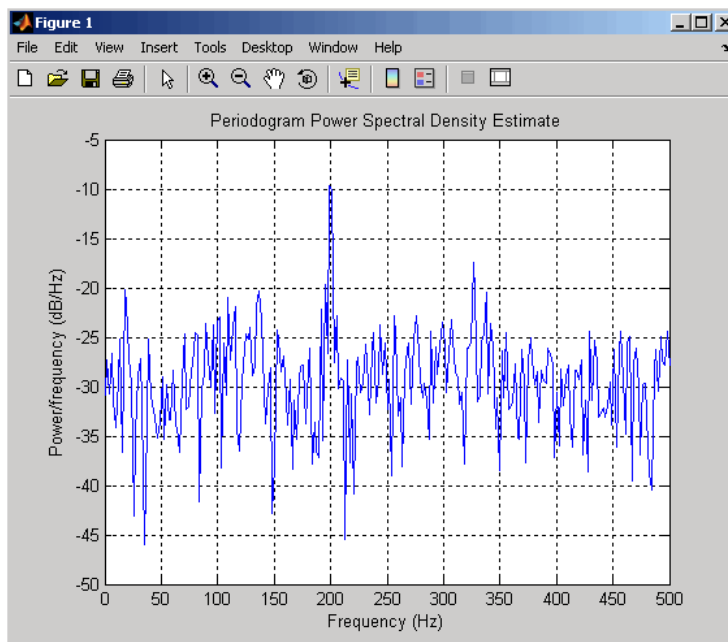 Figure 1
File Edit View Insert Tools Desktop Window Help
Periodogram Power Spectral Density Estimate
Power/frequency (dB/Hz)
-5
-10
-15
-20
-25
-30
-35
-40
-45
-50
0 50 100 150 200 250 300 350 400 450 500
Frequency (Hz)